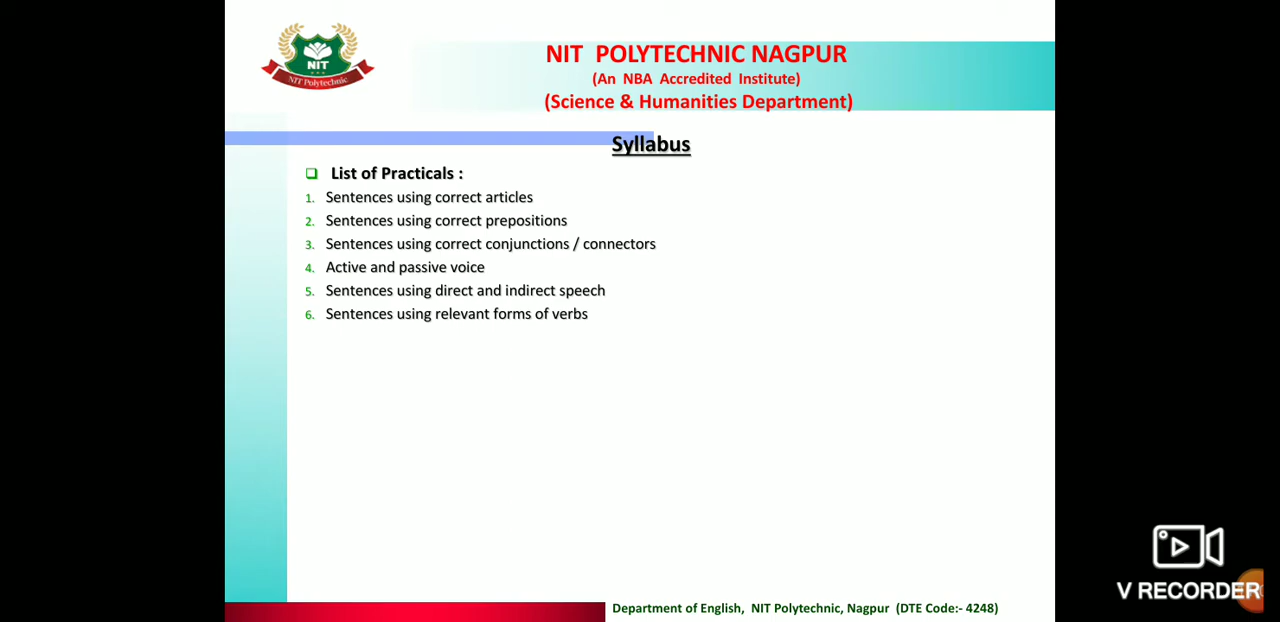 NIT
NIT Polytechnic
NIT POLYTECHNIC NAGPUR
(An NBA Accredited Institute)
(Science & Humanities Department)
Syllabus
List of Practicals :
1. Sentences using correct articles
2. Sentences using correct prepositions
3. Sentences using correct conjunctions / connectors
4. Active and passive voice
5. Sentences using direct and indirect speech
6. Sentences using relevant forms of verbs
V RECORDER
Department of English, NIT Polytechnic, Nagpur (DTE Code:- 4248)